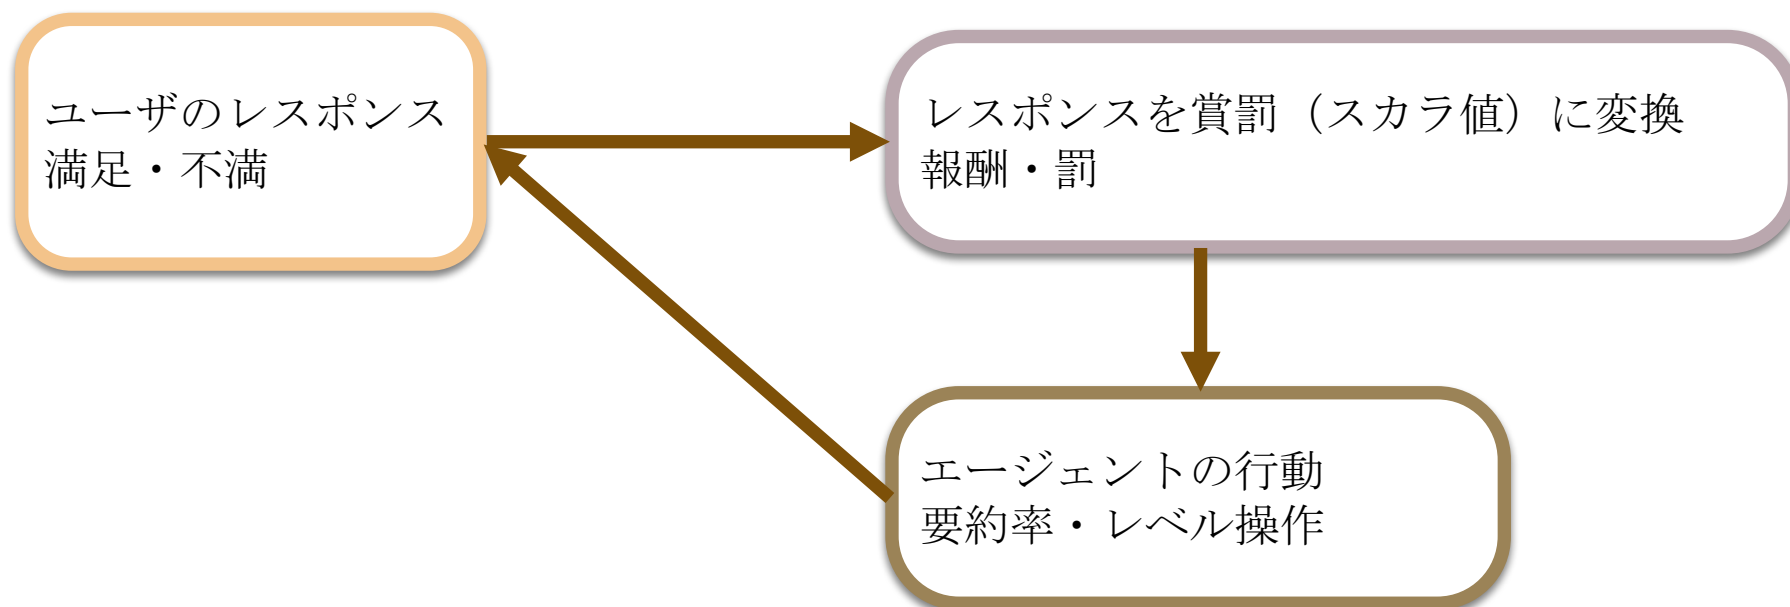 ユーザのレスポンス
満足・不満
レスポンスを賞罰（スカラ値）に変換
報酬・罰
エージェントの行動
要約率・レベル操作